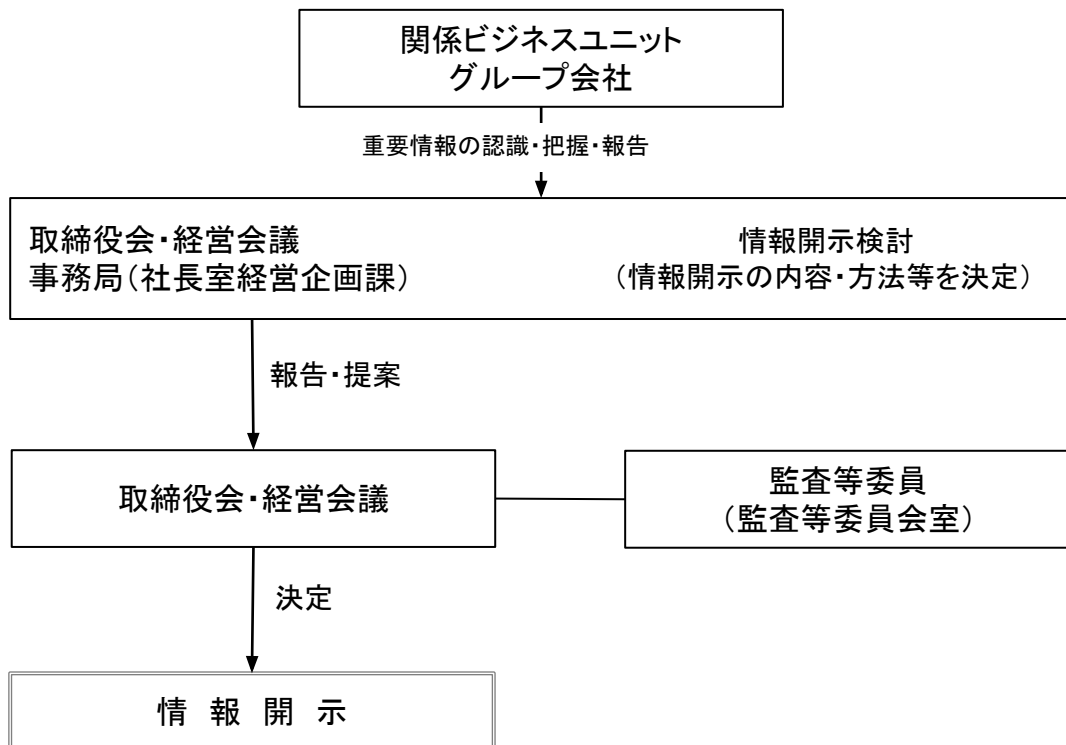 関係ビジネスユニット
グループ会社
重要情報の認識・把握・報告
取締役会・経営会議
事務局（社長室経営企画課）
情報開示検討
（情報開示の内容・方法等を決定）
報告・提案
取締役会・経営会議
監査等委員
（監査等委員会室）
決定
情 報 開 示